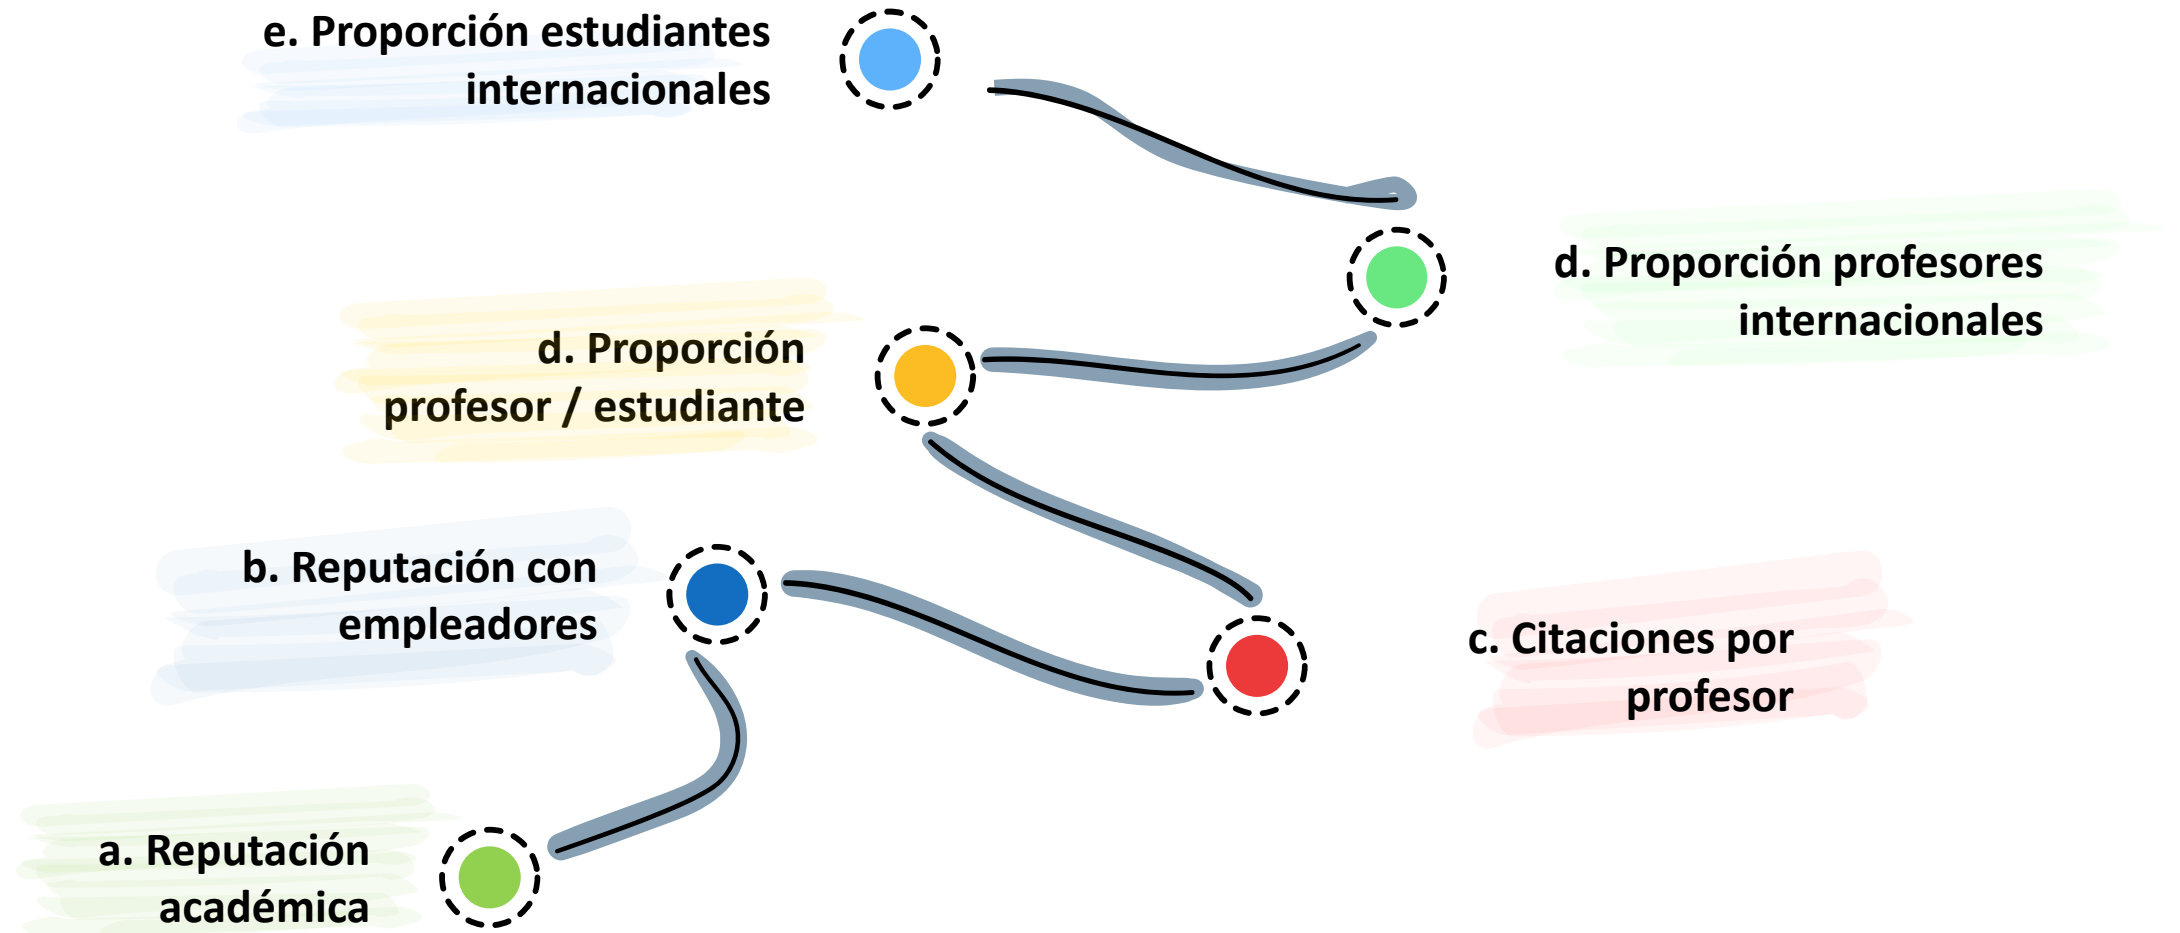 e. Proporción estudiantes
internacionales
d. Proporción profesores
internacionales
d. Proporción
profesor / estudiante
b. Reputación con
empleadores
c. Citaciones por
profesor
a. Reputación
académica